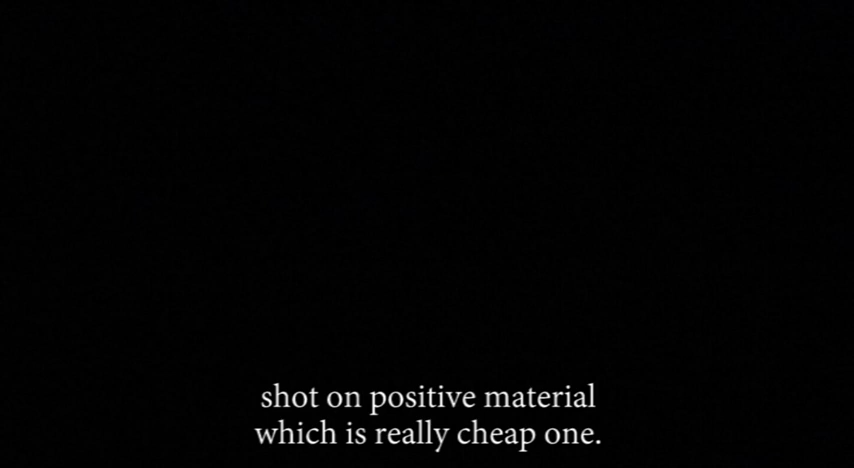 shot on positive material
which is really cheap one.